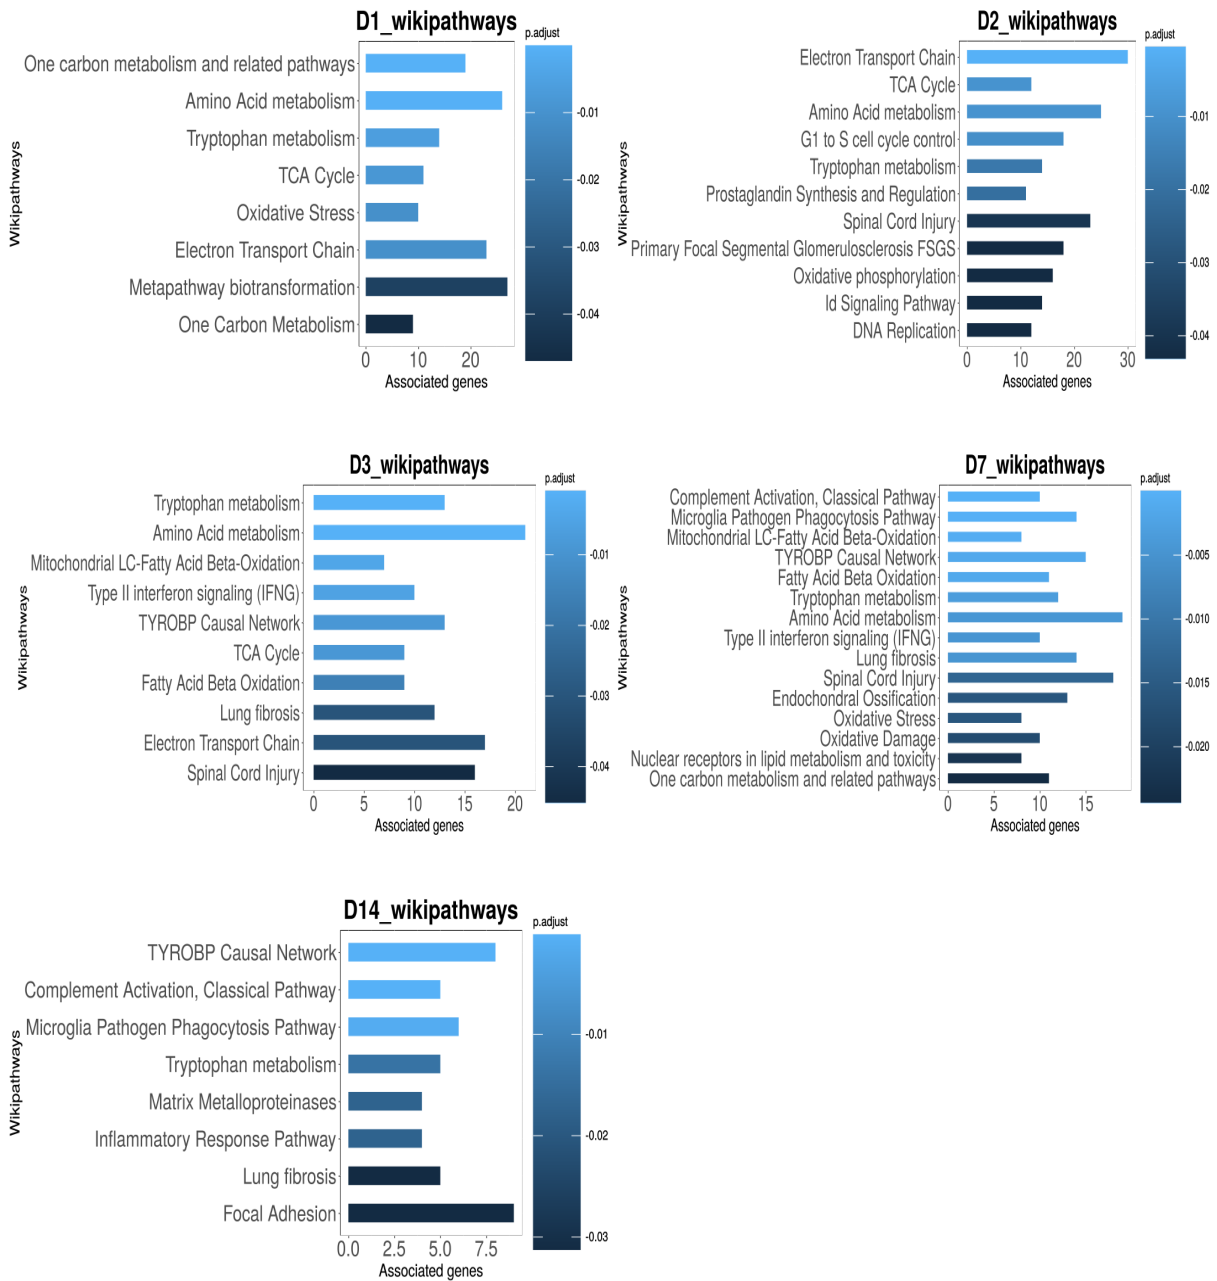 D1_wikipathways
p.adjust
One carbon metabolism and related pathways
Amino Acid metabolism
Tryptophan metabolism
TCA Cycle
Oxidative Stress
Electron Transport Chain
Metapathway biotransformation
One Carbon Metabolism
Wikipathways
0 10 20
Associated genes
-0.01
-0.02
-0.03
-0.04
D2_wikipathways
p.adjust
Electron Transport Chain
TCA Cycle
Amino Acid metabolism
G1 to S cell cycle control
Tryptophan metabolism
Prostaglandin Synthesis and Regulation
Spinal Cord Injury
Primary Focal Segmental Glomerulosclerosis FSGS
Oxidative phosphorylation
Id Signaling Pathway
DNA Replication
Wikipathways
0 10 20 30
Associated genes
-0.01
-0.02
-0.03
-0.04
D3_wikipathways
p.adjust
Tryptophan metabolism
Amino Acid metabolism
Mitochondrial LC-Fatty Acid Beta-Oxidation
Type II interferon signaling (IFNG)
TYROBP Causal Network
TCA Cycle
Fatty Acid Beta Oxidation
Lung fibrosis
Electron Transport Chain
Spinal Cord Injury
Wikipathways
0 5 10 15 20
Associated genes
-0.01
-0.02
-0.03
-0.04
D7_wikipathways
p.adjust
Complement Activation, Classical Pathway
Microglia Pathogen Phagocytosis Pathway
Mitochondrial LC-Fatty Acid Beta-Oxidation
TYROBP Causal Network
Fatty Acid Beta Oxidation
Tryptophan metabolism
Amino Acid metabolism
Type II interferon signaling (IFNG)
Lung fibrosis
Spinal Cord Injury
Endochondral Ossification
Oxidative Stress
Oxidative Damage
Nuclear receptors in lipid metabolism and toxicity
One carbon metabolism and related pathways
Wikipathways
0 5 10 15
Associated genes
-0.005
-0.010
-0.015
-0.020
D14_wikipathways
p.adjust
TYROBP Causal Network
Complement Activation, Classical Pathway
Microglia Pathogen Phagocytosis Pathway
Tryptophan metabolism
Matrix Metalloproteinases
Inflammatory Response Pathway
Lung fibrosis
Focal Adhesion
Wikipathways
0.0 2.5 5.0 7.5
Associated genes
-0.01
-0.02
-0.03